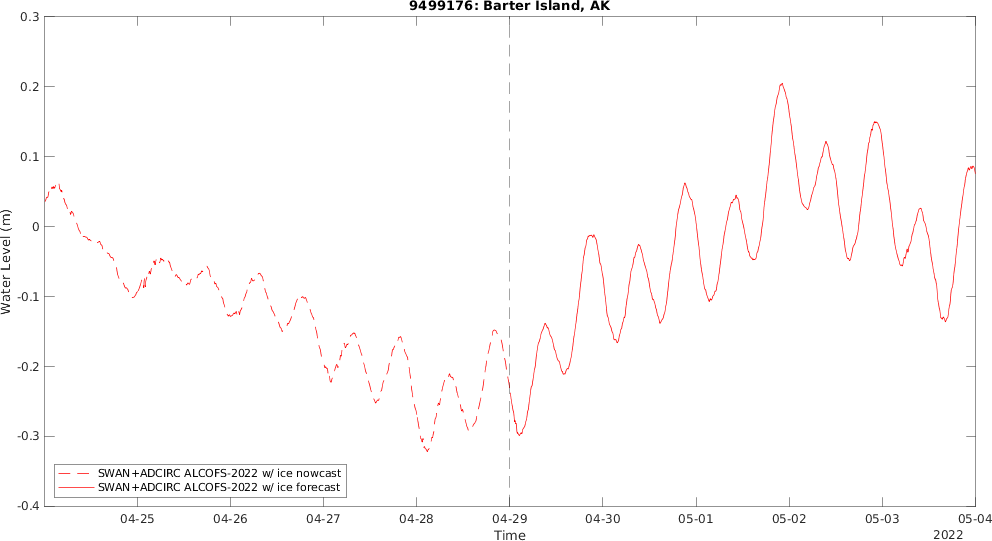 9499176: Barter Island, AK
0.3
0.2
0.1
0
-0.1
-0.2
-0.3
-0.4
Water Level (m)
SWAN+ADCIRC ALCOFS-2022 w/ ice nowcast
SWAN+ADCIRC ALCOFS-2022 w/ ice forecast
04-25 04-26 04-27 04-28 04-29 04-30 05-01 05-02 05-03 05-04
Time
2022